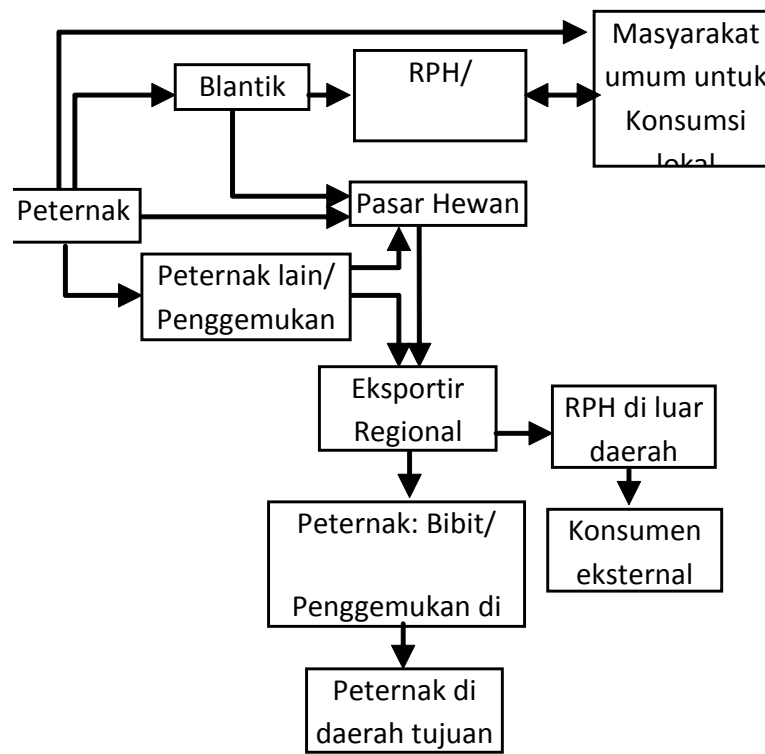 Masyarakat
umum untuk
Konsumsi
lokal
Blantik
RPH/
Peternak
Pasar Hewan
Peternak lain/
Penggemukan
Eksportir
Regional
RPH di luar
daerah
Peternak: Bibit/
Penggemukan di
Konsumen
eksternal
Peternak di
daerah tujuan